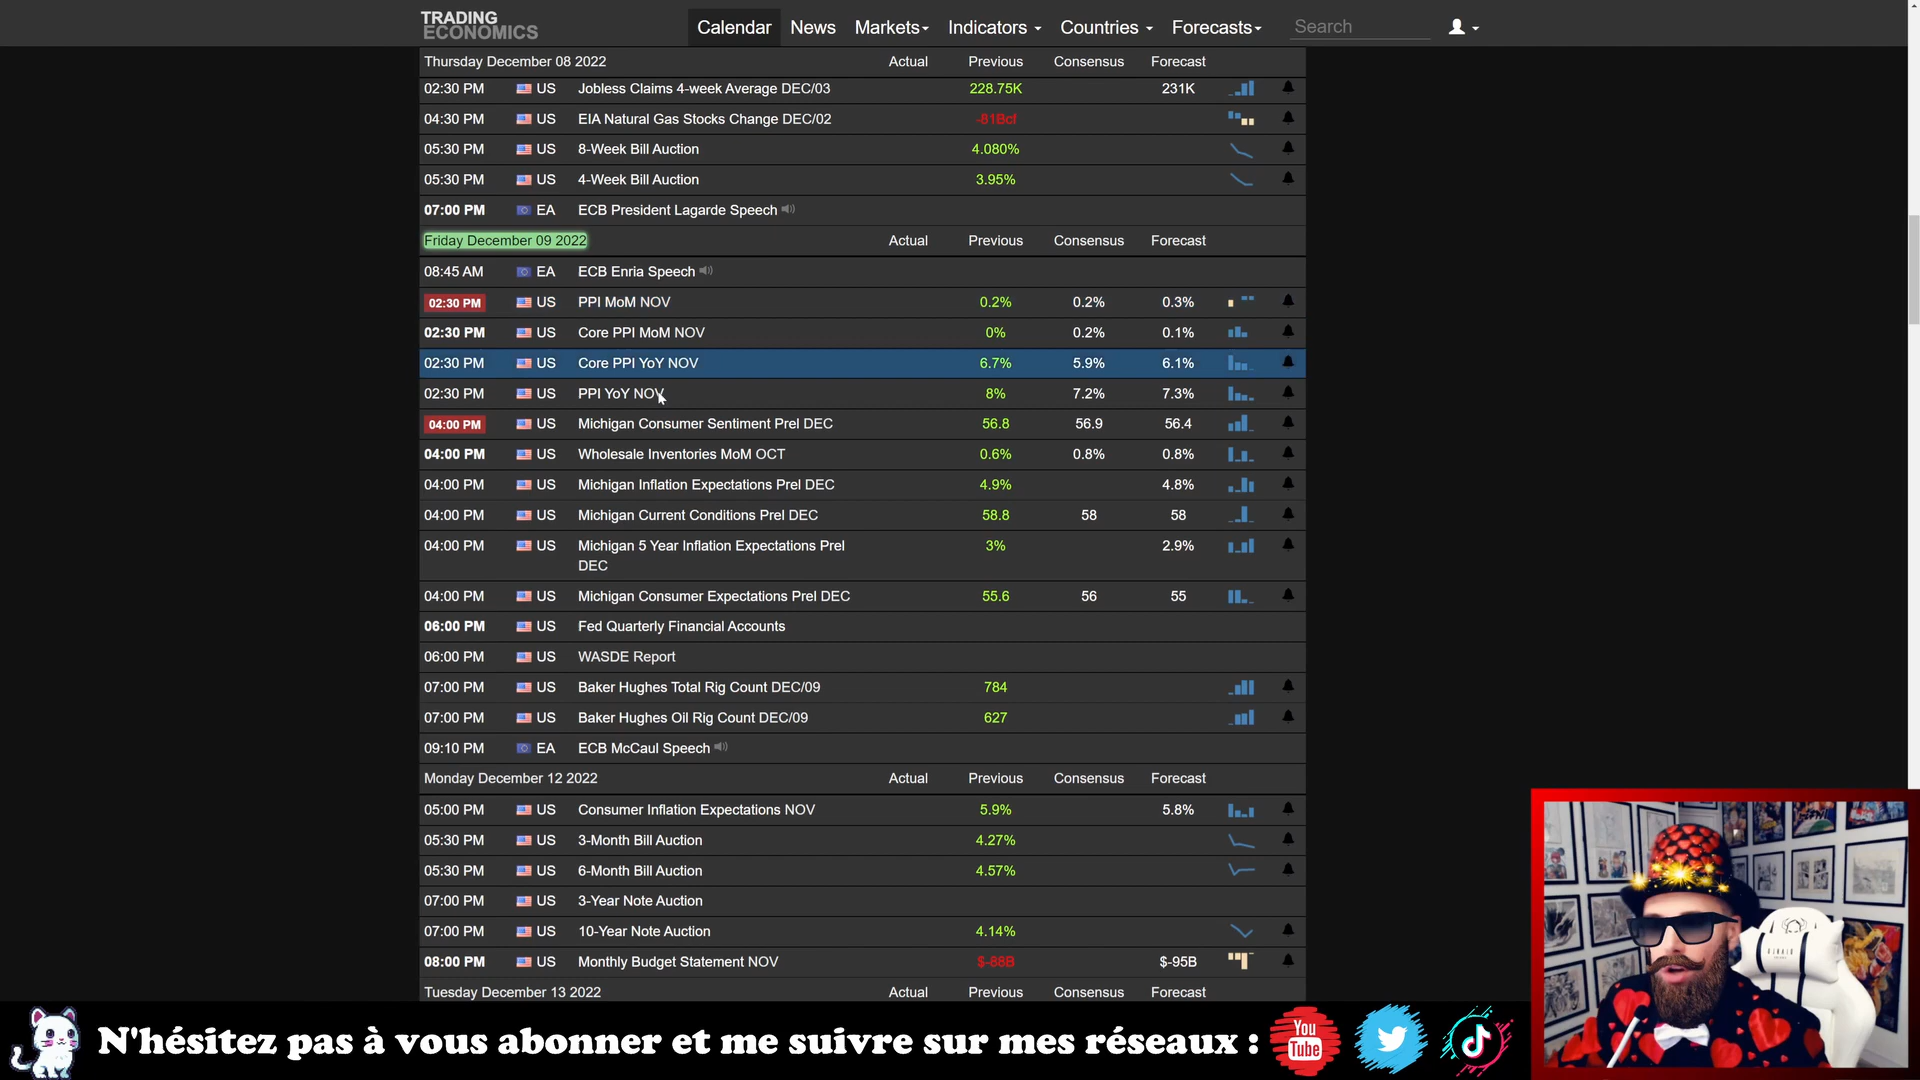 TRADING
ECONOMICS
Calendar News Markets Indicators Countries Forecasts Search
Thursday December 08 2022 Actual Previous Consensus Forecast
02:30 PM US Jobless Claims 4-week Average DEC/03 228.75K 231K
04:30 PM US EIA Natural Gas Stocks Change DEC/02 -81Bcf
05:30 PM US 8-Week Bill Auction 4.080%
05:30 PM US 4-Week Bill Auction 3.95%
07:00 PM EA ECB President Lagarde Speech
Friday December 09 2022 Actual Previous Consensus Forecast
08:45 AM EA ECB Enria Speech
02:30 PM US PPI MoM NOV 0.2% 0.2% 0.3%
02:30 PM US Core PPI MoM NOV 0% 0.2% 0.1%
02:30 PM US Core PPI YoY NOV 6.7% 5.9% 6.1%
02:30 PM US PPI YoY NOV 8% 7.2% 7.3%
04:00 PM US Michigan Consumer Sentiment Prel DEC 56.8 56.9 56.4
04:00 PM US Wholesale Inventories MoM OCT 0.6% 0.8% 0.8%
04:00 PM US Michigan Inflation Expectations Prel DEC 4.9% 4.8%
04:00 PM US Michigan Current Conditions Prel DEC 58.8 58 58
04:00 PM US Michigan 5 Year Inflation Expectations Prel 3% 2.9%
DEC
04:00 PM US Michigan Consumer Expectations Prel DEC 55.6 56 55
06:00 PM US Fed Quarterly Financial Accounts
06:00 PM US WASDE Report
07:00 PM US Baker Hughes Total Rig Count DEC/09 784
07:00 PM US Baker Hughes Oil Rig Count DEC/09 627
09:10 PM EA ECB McCaul Speech
Monday December 12 2022 Actual Previous Consensus Forecast
05:00 PM US Consumer Inflation Expectations NOV 5.9% 5.8%
05:30 PM US 3-Month Bill Auction 4.27%
05:30 PM US 6-Month Bill Auction 4.57%
07:00 PM US 3-Year Note Auction
07:00 PM US 10-Year Note Auction 4.14%
08:00 PM US Monthly Budget Statement NOV $-88B $-95B
Tuesday December 13 2022 Actual Previous Consensus Forecast
N'hésitez pas à vous abonner et me suivre sur mes réseaux :
You
Tube